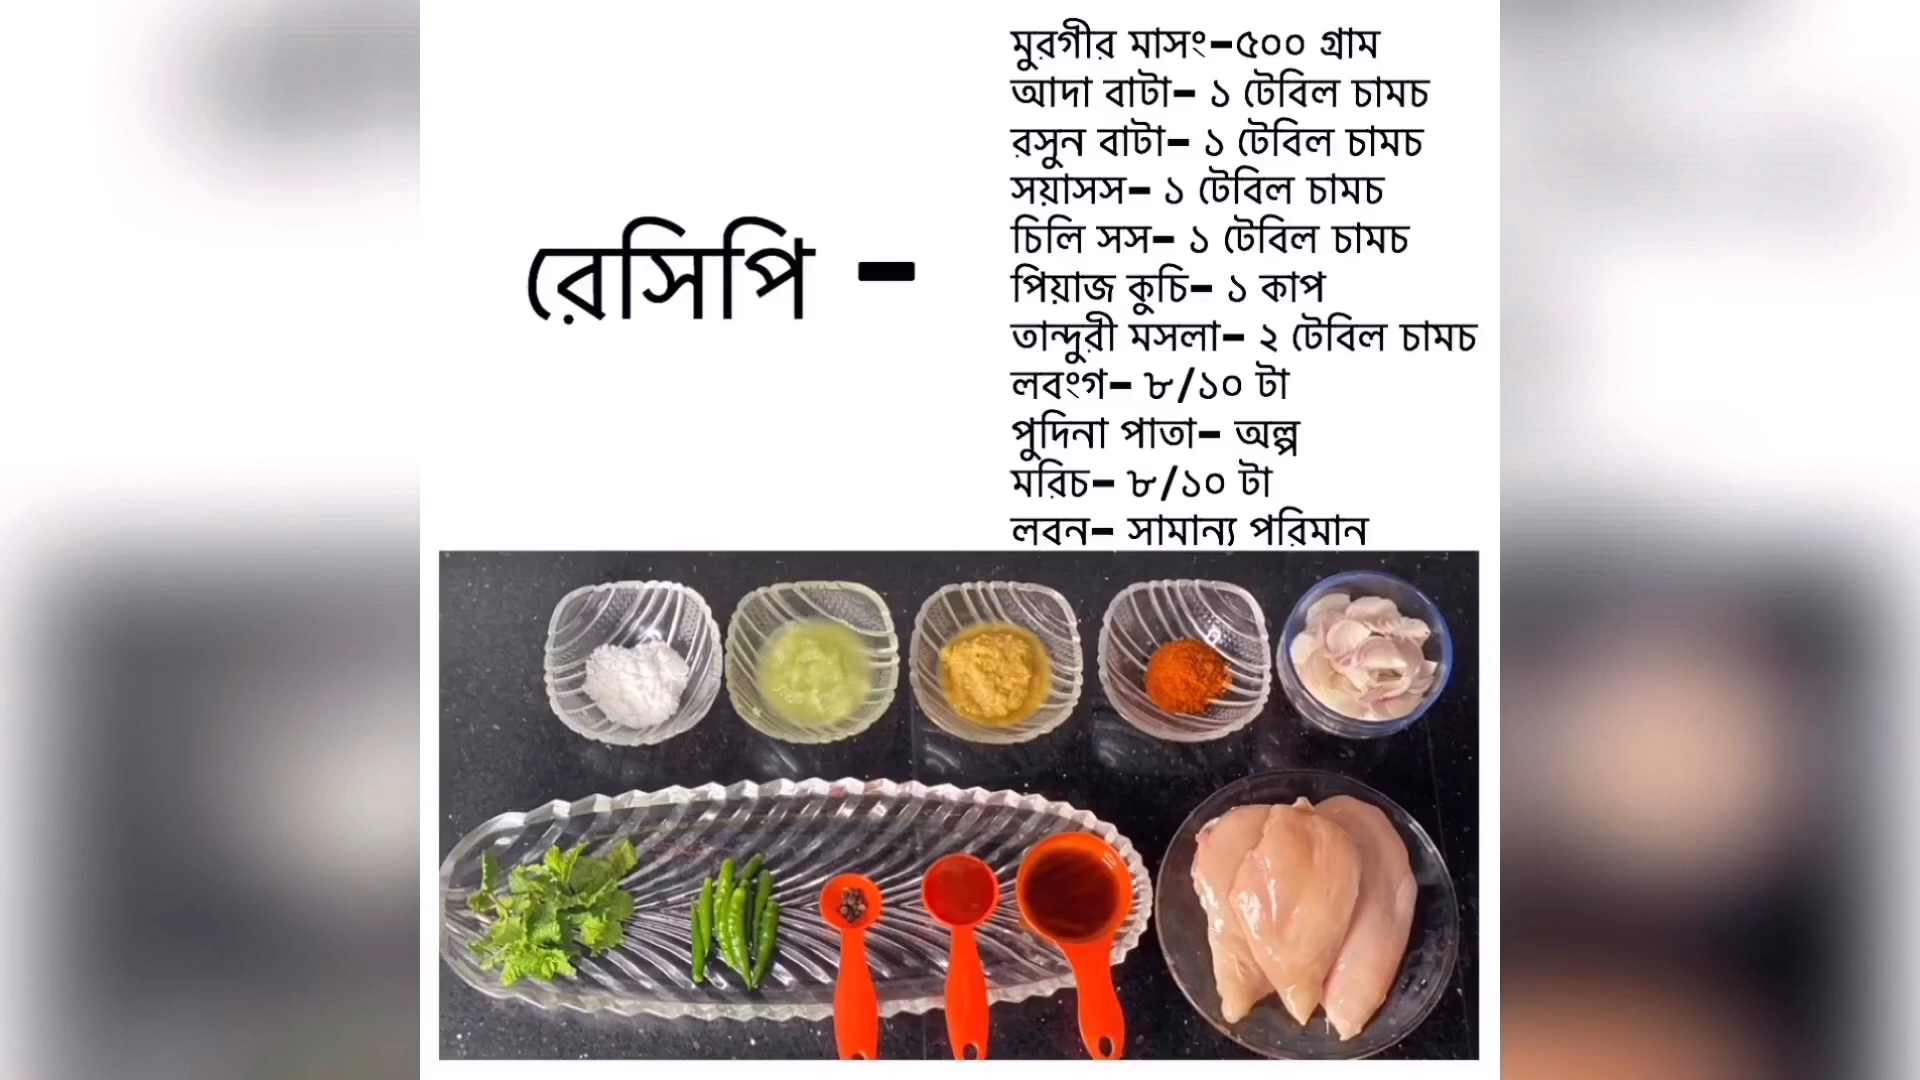 রেসিপি –
মুরগীর মাসং–৫০০ গ্রাম
আদা বাটা– ১ টেবিল চামচ
রসুন বাটা– ১ টেবিল চামচ
সয়াসস– ১ টেবিল চামচ
চিলি সস– ১ টেবিল চামচ
পিয়াজ কুচি– ১ কাপ
তান্দুরী মসলা– ২ টেবিল চামচ
লবংগ– ৮/১০ টা
পুদিনা পাতা– অল্প
মরিচ– ৮/১০ টা
লবন– সামান্য পরিমান